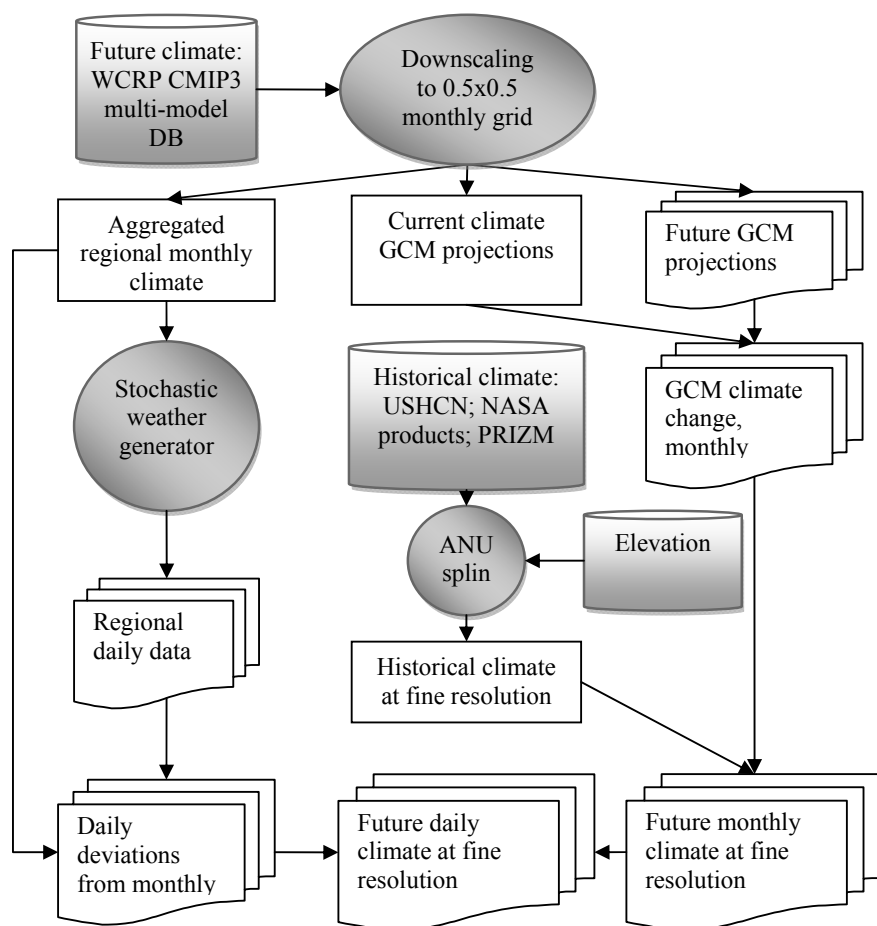 Future climate:
WCRP CMIP3
multi-model
DB
Downscaling
to 0.5x0.5
monthly grid
Aggregated
regional monthly
climate
Current climate
GCM projections
Future GCM
projections
Stochastic
weather
generator
Historical climate:
USHCN; NASA
products; PRIZM
GCM climate
change,
monthly
ANU
splin
Elevation
Regional
daily data
Historical climate
at fine resolution
Daily
deviations
from monthly
Future daily
climate at fine
resolution
Future monthly
climate at fine
resolution